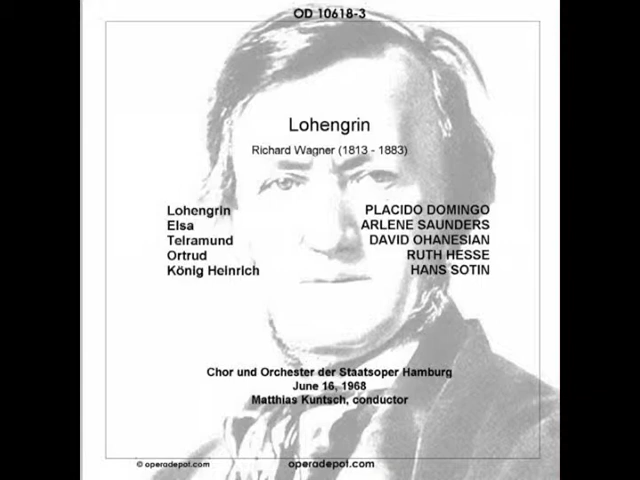 OD 10618-3
Lohengrin
Richard Wagner (1813 - 1883)
Lohengrin PLACIDO DOMINGO
Elsa ARLENE SAUNDERS
Telramund DAVID OHANESIAN
Ortrud RUTH HESSE
König Heinrich HANS SOTIN
Chor und Orchester der Staatsoper Hamburg
June 16, 1968
Matthias Kuntsch, conductor
© operadepot.com operadepot.com